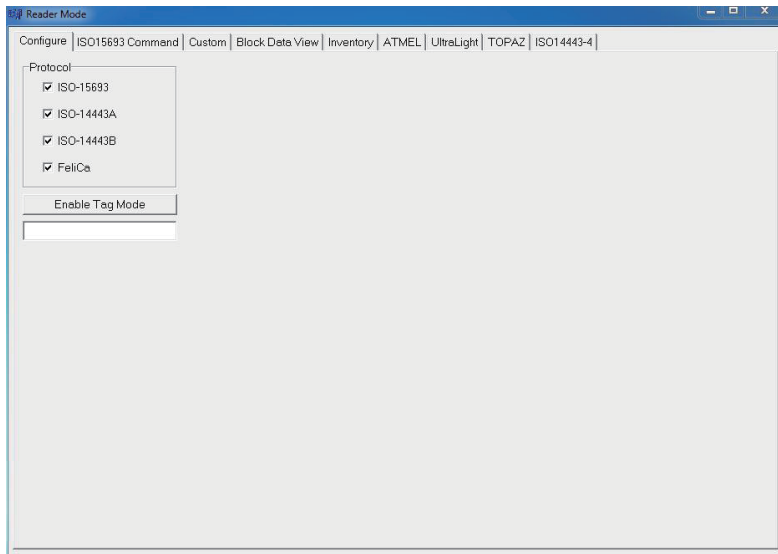 Reader Mode
Configure ISO15693 Command Custom Block Data View Inventory ATMEL UltraLight TOPAZ ISO14443-4
Protocol
ISO-15693
ISO-14443A
ISO-14443B
FeliCa
Enable Tag Mode